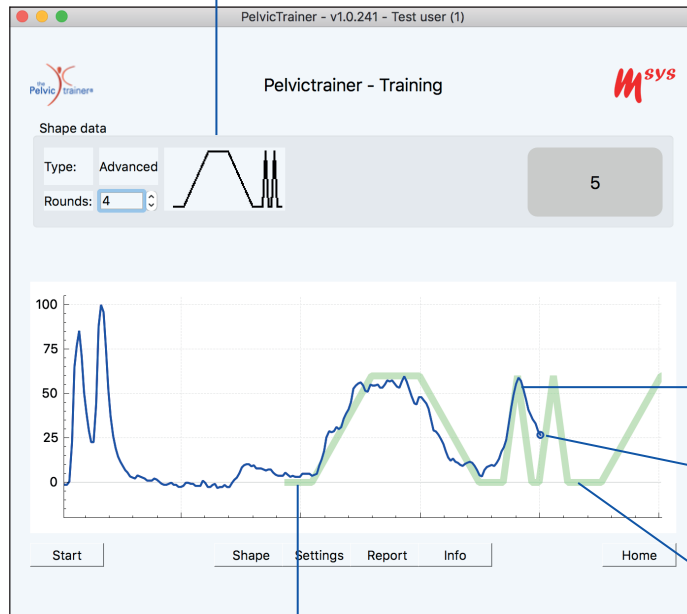 PelvicTrainer - v1.0.241 - Test user (1)
the
Pelvic trainer®
Pelvictrainer - Training
Msys
Shape data
Type: Advanced
Rounds: 4
5
100
75
50
25
0
Start Shape Settings Report Info Home